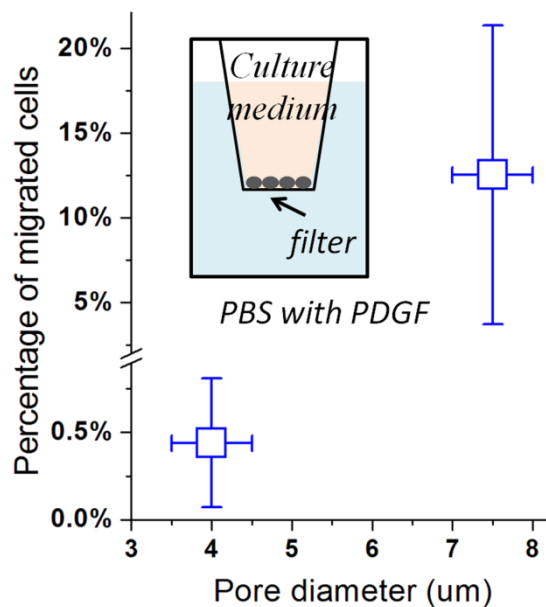 Percentage of migrated cells
20%
15%
10%
5%
0.5%
0.0%
Culture
medium
filter
PBS with PDGF
3
4
5
6
7
8
Pore diameter (um)